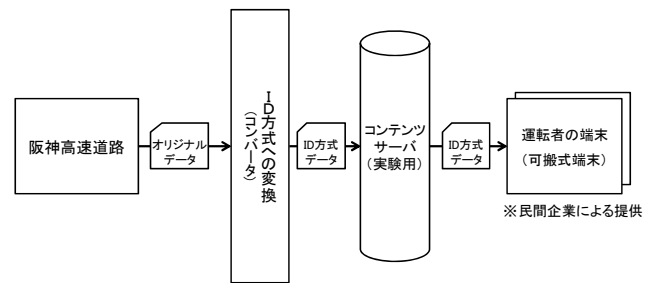 阪神高速道路
オリジナル
データ
ID方式への変換
（コンバータ）
ID方式
データ
コンテンツ
サーバ
（実験用）
ID方式
データ
運転者の端末
（可搬式端末）
※民間企業による提供